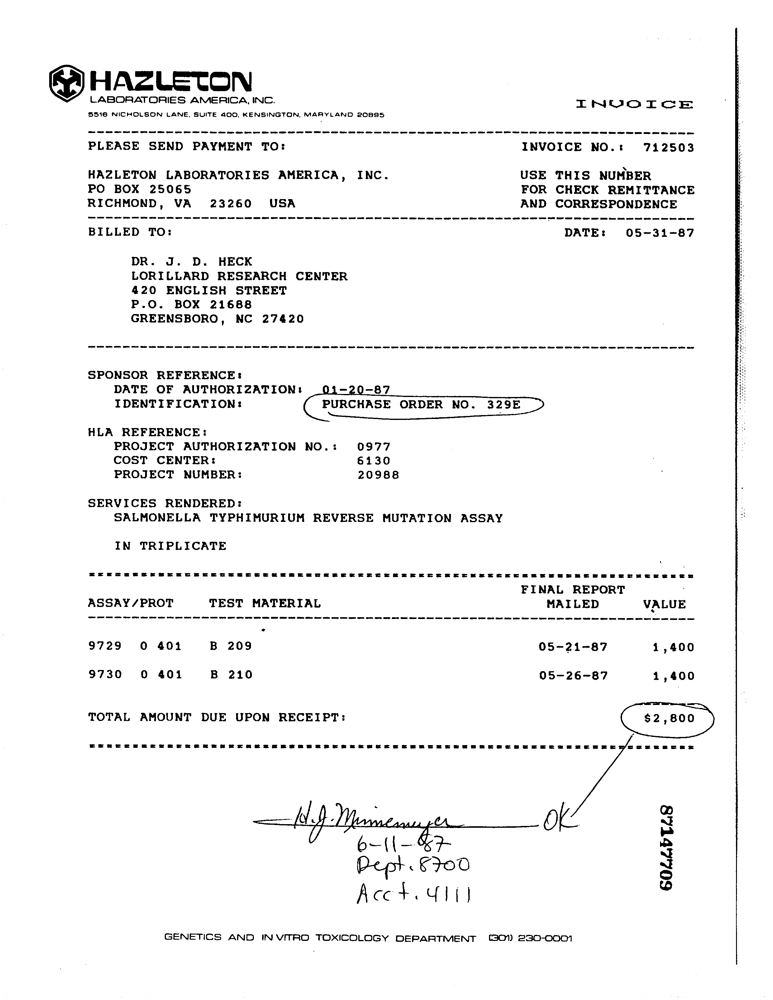 HAZLETON
LABORATORIES AMERICA, INC.
5516 NICHOLSON LANE, SUITE 400, KENSINGTON, MARYLAND 20895
INVOICE
PLEASE SEND PAYMENT TO: INVOICE NO.: 712503
HAZLETON LABORATORIES AMERICA, INC. USE THIS NUMBER
PO BOX 25065 FOR CHECK REMITTANCE
RICHMOND, VA 23260 USA AND CORRESPONDENCE
BILLED TO: DATE: 05-31-87
DR. J. D. HECK
LORILLARD RESEARCH CENTER
420 ENGLISH STREET
P.O. BOX 21688
GREENSBORO, NC 27420
SPONSOR REFERENCE:
DATE OF AUTHORIZATION: 01-20-87
IDENTIFICATION: PURCHASE ORDER NO. 329E
HLA REFERENCE:
PROJECT AUTHORIZATION NO.: 0977
COST CENTER: 6130
PROJECT NUMBER: 20988
SERVICES RENDERED:
SALMONELLA TYPHIMURIUM REVERSE MUTATION ASSAY
IN TRIPLICATE
FINAL REPORT
ASSAY/PROT TEST MATERIAL MAILED VALUE
9729 0 401 B 209 05-21-87 1,400
9730 0 401 B 210 05-26-87 1,400
TOTAL AMOUNT DUE UPON RECEIPT: $2,800
H.J. Minnemeyer OK
6-11-87
Dept. 8700
Acct. 4111
87147709
GENETICS AND IN VITRO TOXICOLOGY DEPARTMENT (301) 230-0001